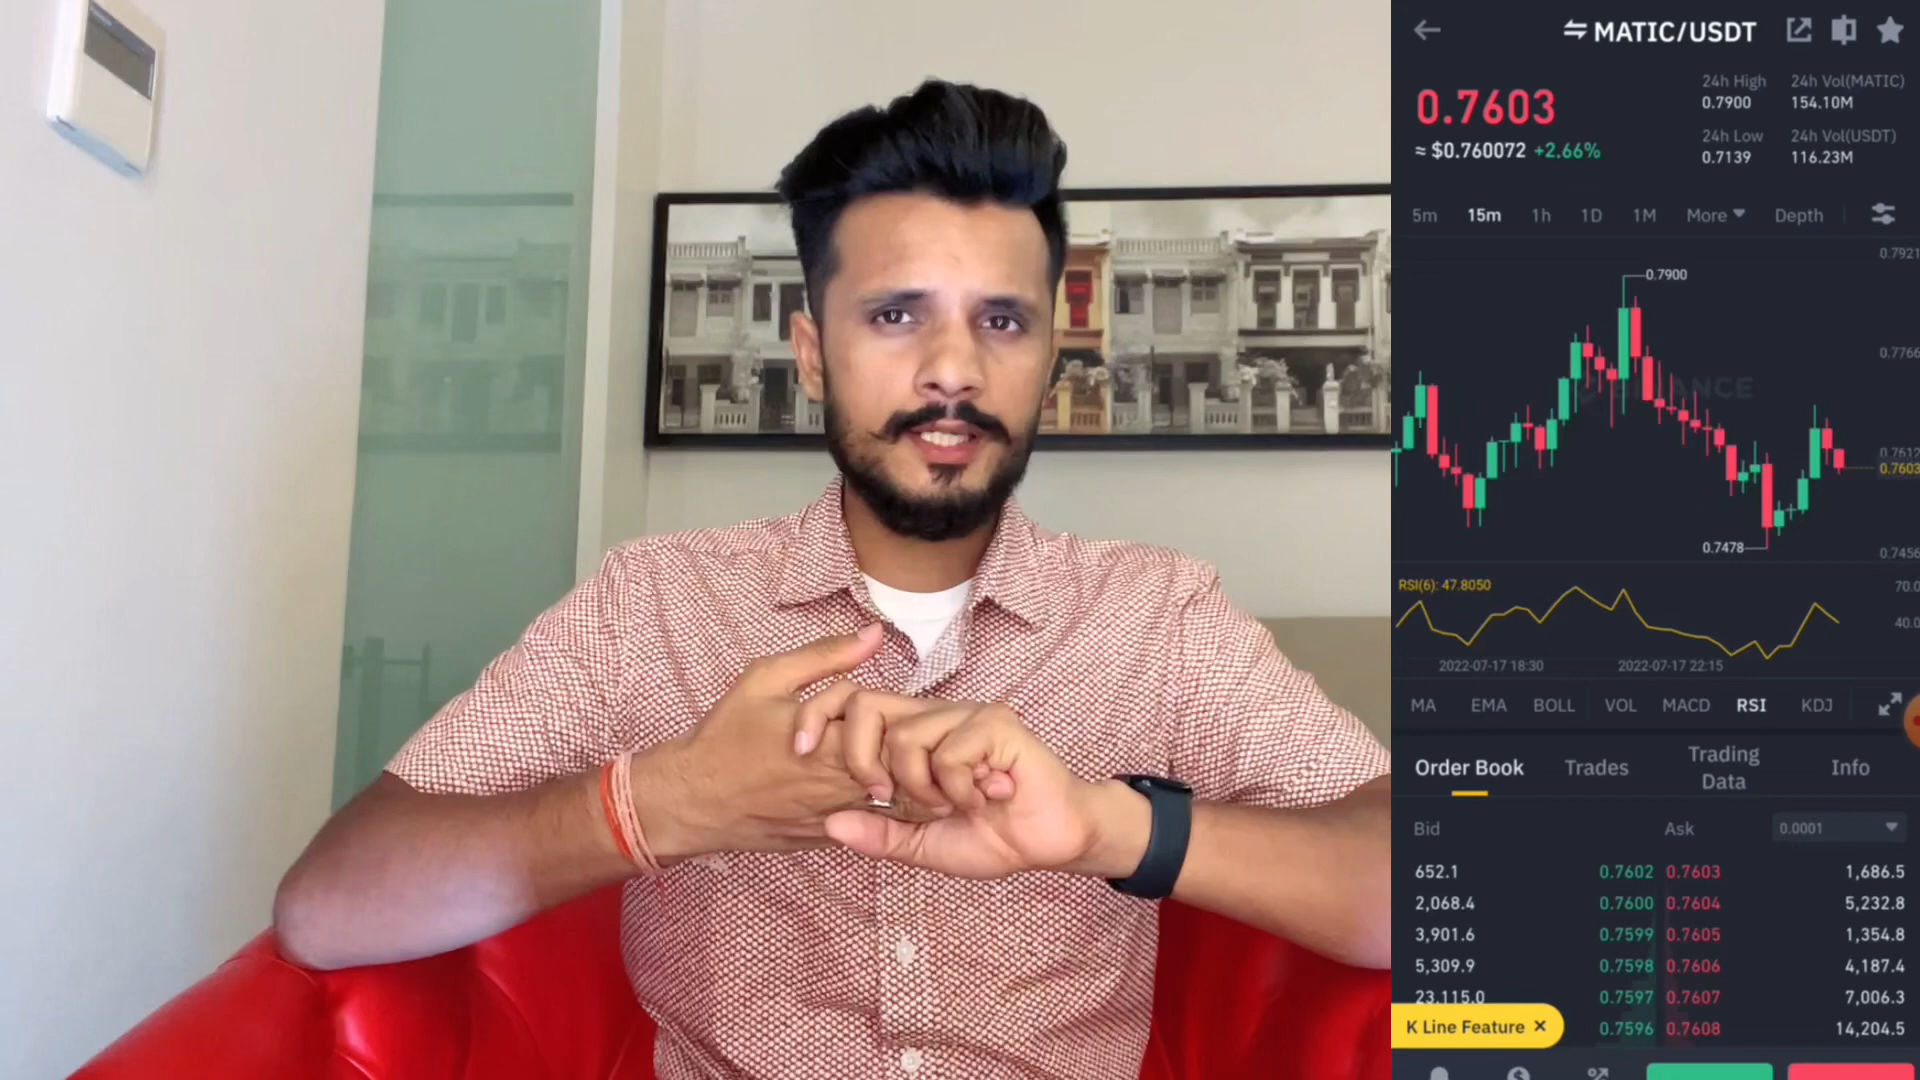 MATIC/USDT
0.7603
≈ $0.760072 +2.66%
24h High
0.7900
24h Vol(MATIC)
154.10M
24h Low
0.7139
24h Vol(USDT)
116.23M
5m 15m 1h 1D 1M More Depth
0.7921
0.7900
0.7766
BINANCE
0.7612
0.7603
0.7478
0.7456
RSI(6): 47.8050
70.0
40.0
2022-07-17 18:30 2022-07-17 22:15
MA EMA BOLL VOL MACD RSI KDJ
Order Book Trades Trading Data Info
Bid Ask 0.0001
652.1 0.7602 0.7603 1,686.5
2,068.4 0.7600 0.7604 5,232.8
3,901.6 0.7599 0.7605 1,354.8
5,309.9 0.7598 0.7606 4,187.4
23,115.0 0.7597 0.7607 7,006.3
K Line Feature × 0.7596 0.7608 14,204.5